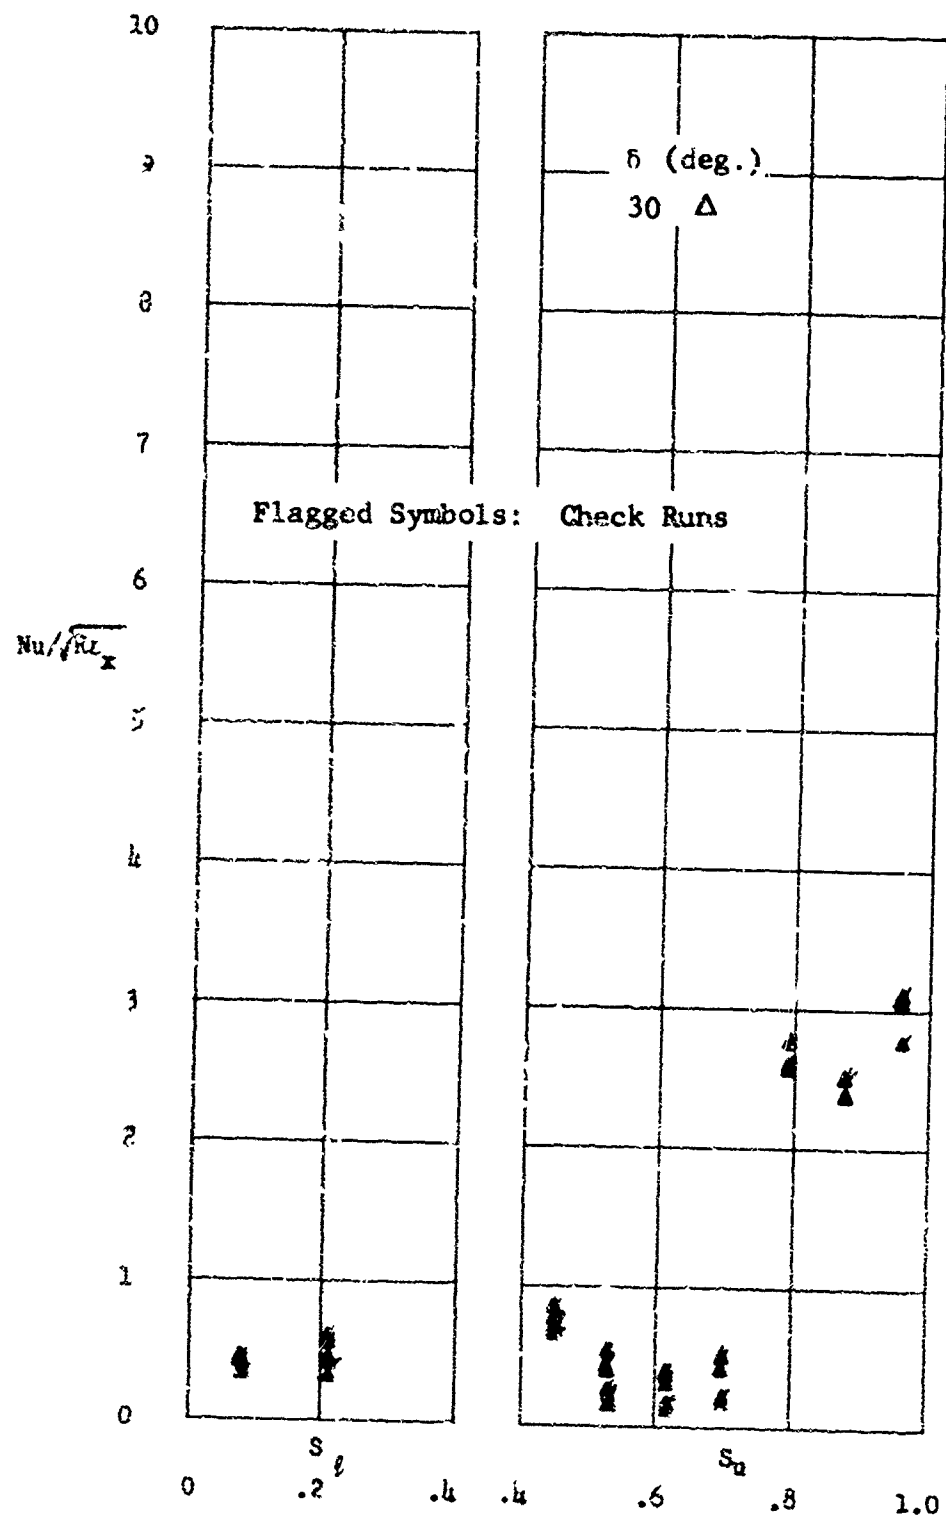 10
9
δ (deg.)
30 Δ
8
7
Flagged Symbols: Check Runs
6
Nu/√Re_x
5
4
3
2
1
0
S_ℓ
S_u
0 .2 .4 .4 .6 .8 1.0